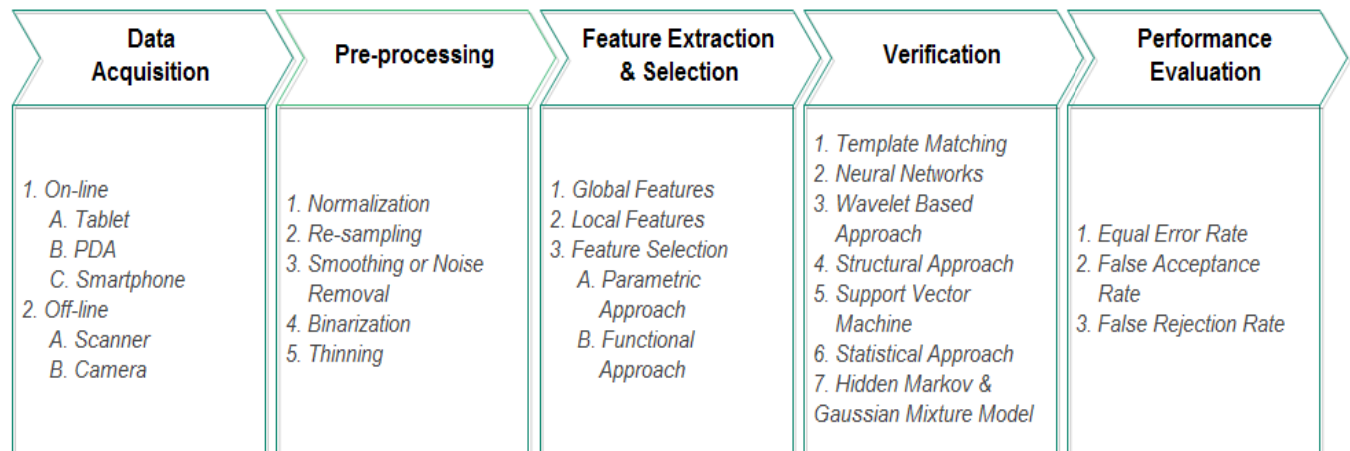 Data
Acquisition
1. On-line
A. Tablet
B. PDA
C. Smartphone
2. Off-line
A. Scanner
B. Camera
Pre-processing
1. Normalization
2. Re-sampling
3. Smoothing or Noise
Removal
4. Binarization
5. Thinning
Feature Extraction
& Selection
1. Global Features
2. Local Features
3. Feature Selection
A. Parametric
Approach
B. Functional
Approach
Verification
1. Template Matching
2. Neural Networks
3. Wavelet Based
Approach
4. Structural Approach
5. Support Vector
Machine
6. Statistical Approach
7. Hidden Markov &
Gaussian Mixture Model
Performance
Evaluation
1. Equal Error Rate
2. False Acceptance
Rate
3. False Rejection Rate